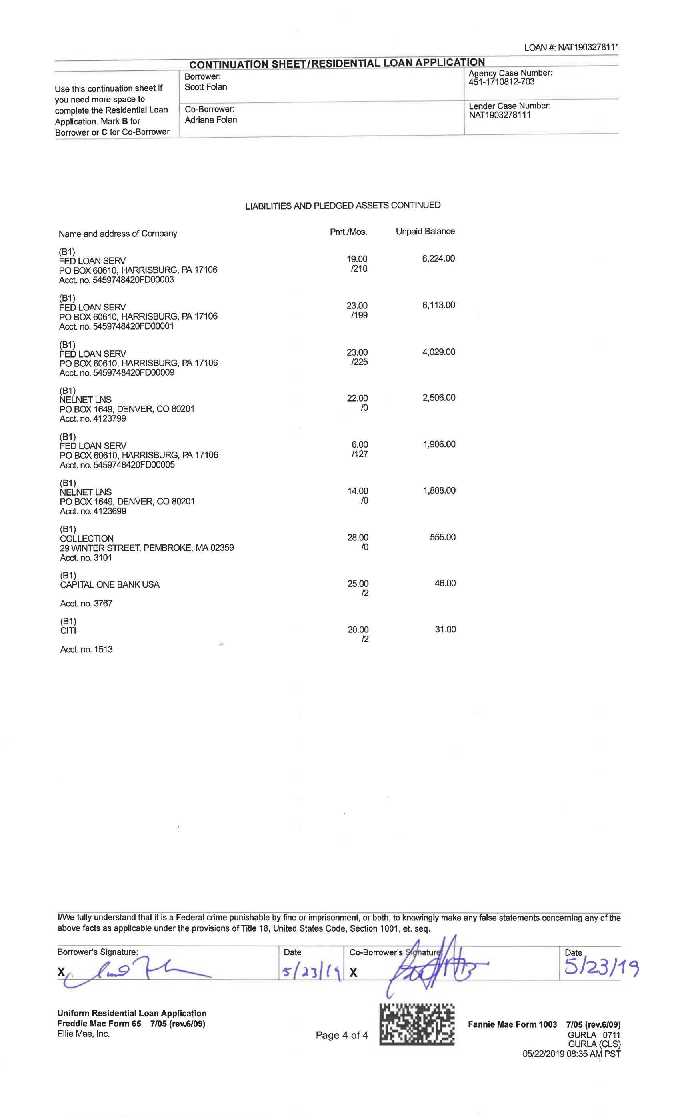 LOAN #: NAT1903278111
CONTINUATION SHEET/RESIDENTIAL LOAN APPLICATION
Use this continuation sheet if
you need more space to
complete the Residential Loan
Application. Mark B for
Borrower or C for Co-Borrower
Borrower:
Scott Folan
Agency Case Number:
451-1710812-703
Co-Borrower:
Adriana Folan
Lender Case Number:
NAT1903278111
LIABILITIES AND PLEDGED ASSETS CONTINUED
Name and address of Company Pmt./Mos. Unpaid Balance
(B1)
FED LOAN SERV 19.00 6,224.00
PO BOX 60610, HARRISBURG, PA 17106 /210
Acct. no. 5459748420FD00003
(B1)
FED LOAN SERV 23.00 6,113.00
PO BOX 60610, HARRISBURG, PA 17106 /199
Acct. no. 5459748420FD00001
(B1)
FED LOAN SERV 23.00 4,029.00
PO BOX 60610, HARRISBURG, PA 17106 /225
Acct. no. 5459748420FD00009
(B1)
NELNET LNS 22.00 2,506.00
PO BOX 1649, DENVER, CO 80201 /0
Acct. no. 4123799
(B1)
FED LOAN SERV 6.00 1,906.00
PO BOX 60610, HARRISBURG, PA 17106 /127
Acct. no. 5459748420FD00005
(B1)
NELNET LNS 14.00 1,808.00
PO BOX 1649, DENVER, CO 80201 /0
Acct. no. 4123699
(B1)
COLLECTION 28.00 555.00
29 WINTER STREET, PEMBROKE, MA 02359 /0
Acct. no. 3101
(B1)
CAPITAL ONE BANK USA 25.00 46.00
/2
Acct. no. 3767
(B1)
CITI 20.00 31.00
/2
Acct. no. 1513
I/We fully understand that it is a Federal crime punishable by fine or imprisonment, or both, to knowingly make any false statements concerning any of the
above facts as applicable under the provisions of Title 18, United States Code, Section 1001, et. seq.
Borrower's Signature: Date Co-Borrower's Signature: Date
X 5/23/19 X 5/23/19
Uniform Residential Loan Application
Freddie Mac Form 65 7/05 (rev.6/09)
Ellie Mae, Inc.
Page 4 of 4
Fannie Mae Form 1003 7/05 (rev.6/09)
GURLA 0711
GURLA (CLS)
05/22/2019 08:35 AM PST